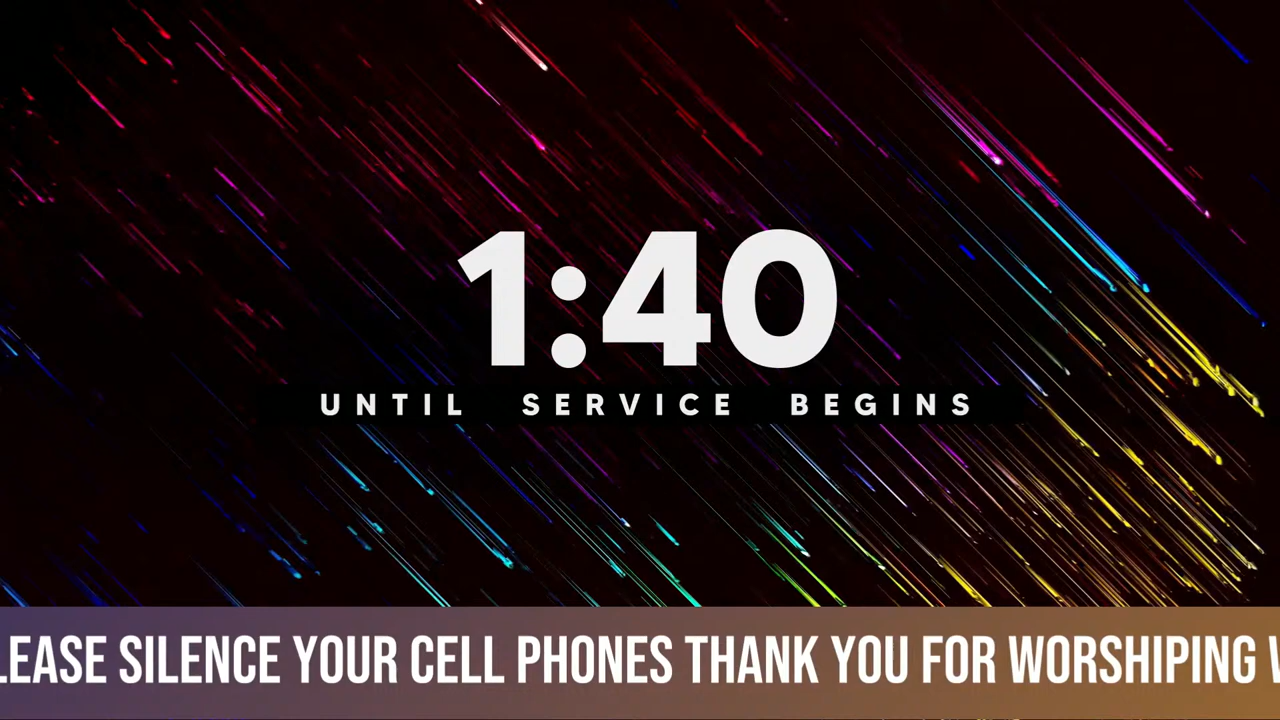 1:40
UNTIL SERVICE BEGINS
LEASE SILENCE YOUR CELL PHONES THANK YOU FOR WORSHIPING W